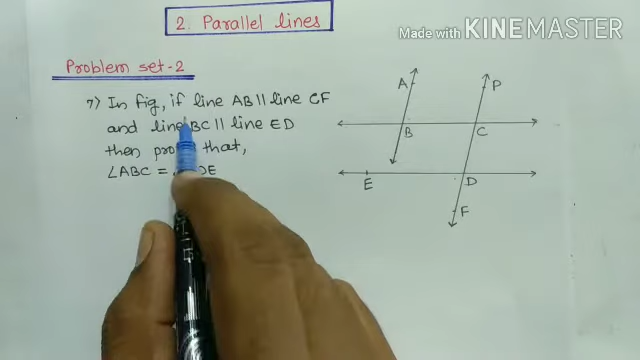 2. Parallel lines
Made with KINEMASTER
Problem set-2
7) In fig, if line AB || line CF
and line BC || line ED
then that,
∠ABC = DE
A
P
B
C
E
D
F